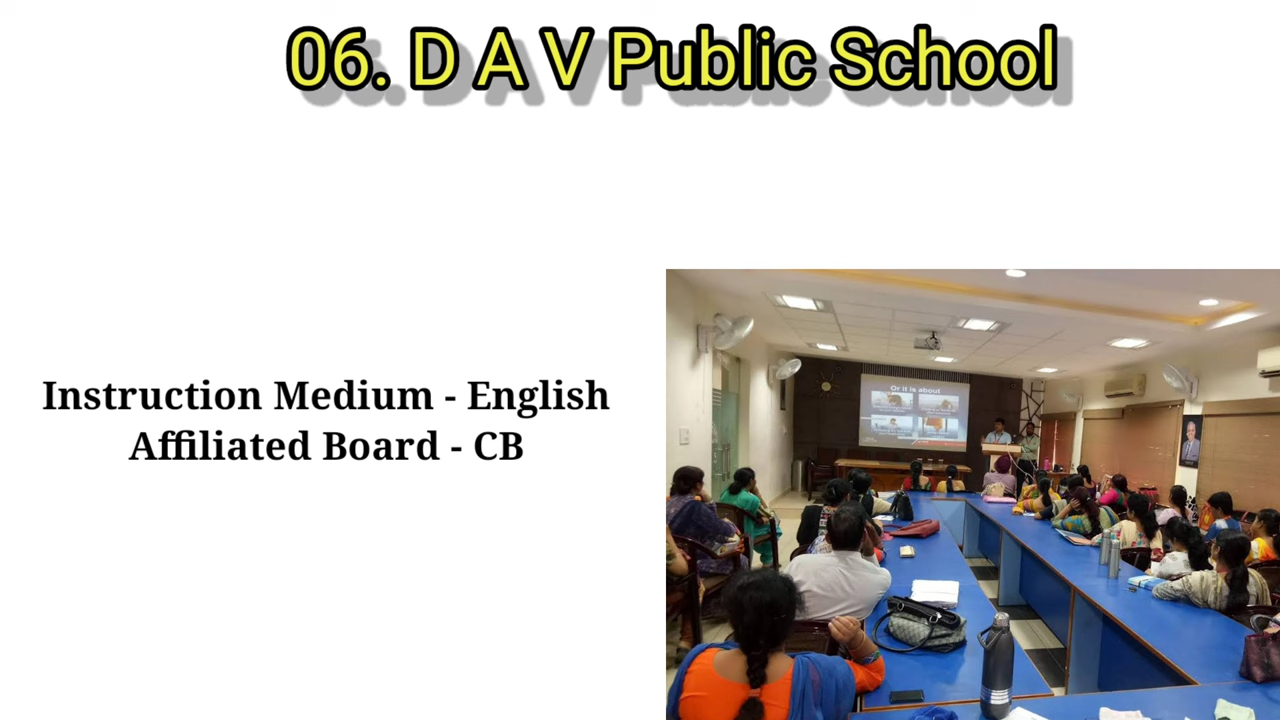 06. D A V Public School
Instruction Medium - English
Affiliated Board - CB
Or it is about